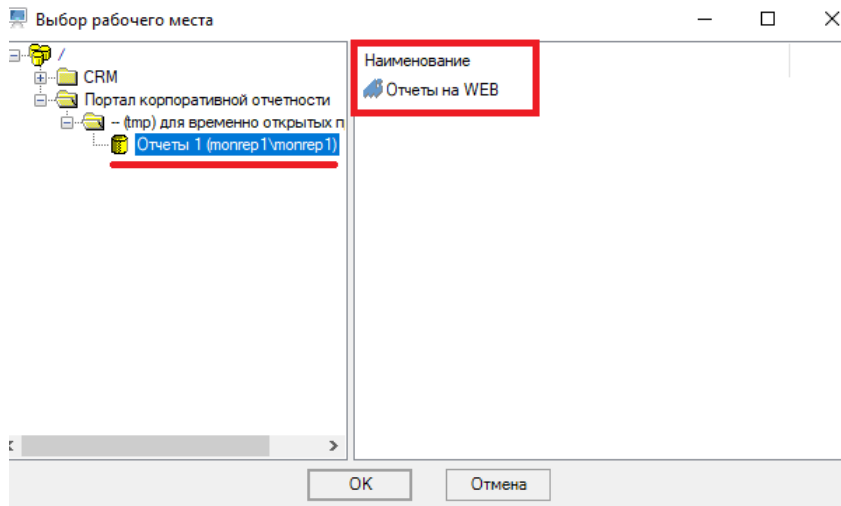 Выбор рабочего места
/
CRM
Портал корпоративной отчетности
-- (tmp) для временно открытых п
Отчеты 1 (monrep1\monrep1)
Наименование
Отчеты на WEB
OK
Отмена